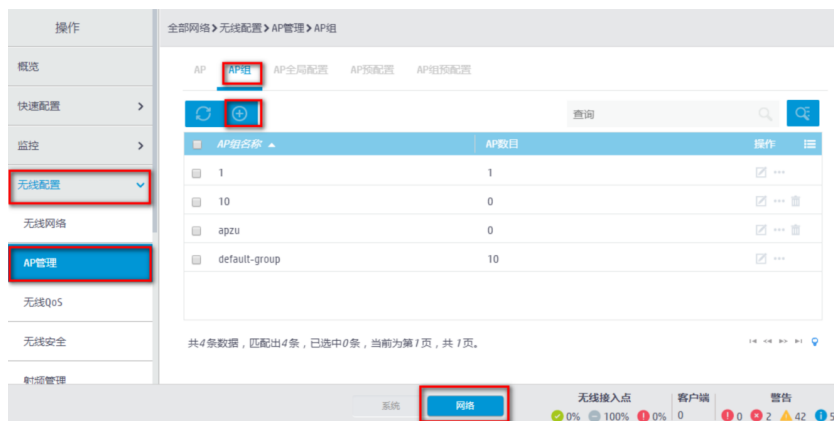 操作
全部网络>无线配置>AP管理>AP组
概览
快速配置
监控
无线配置
无线网络
AP管理
无线QoS
无线安全
射频管理
AP AP组 AP全局配置 AP预配置 AP组预配置
查询
AP组名称 AP数目 操作
1 1
10 0
apzu 0
default-group 10
共4条数据，匹配出4条，已选中0条，当前为第1页，共1页。
系统 网络
无线接入点 客户端 警告
0% 100% 0% 0 0 2 42 5